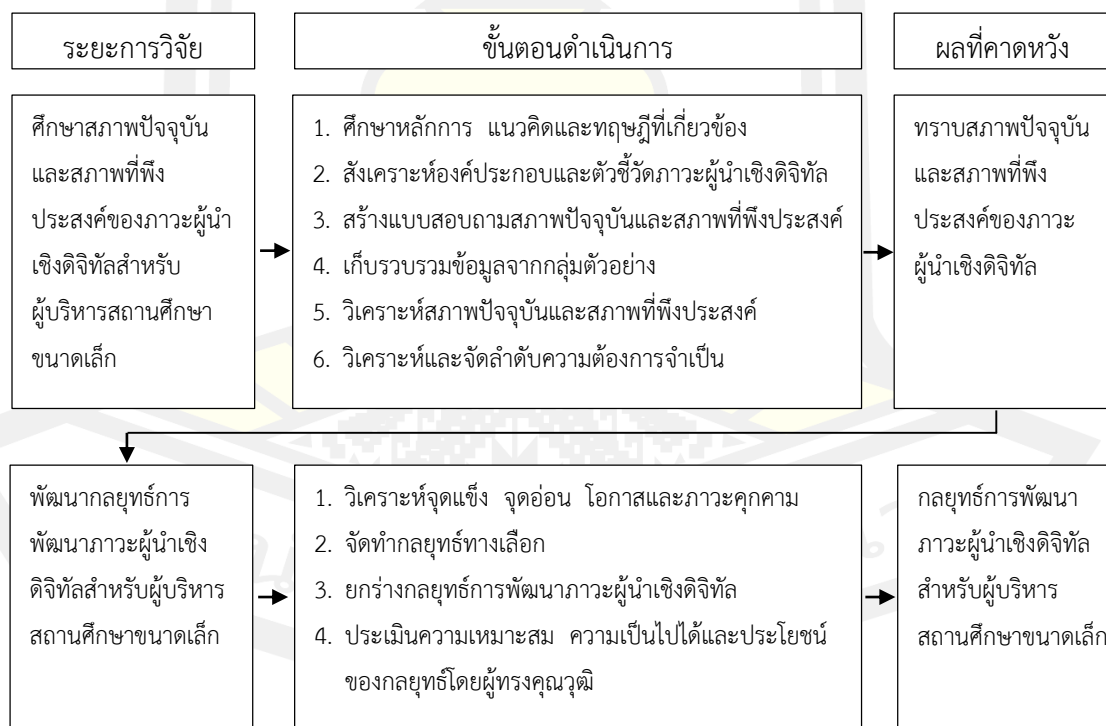 ระยะการวิจัย
ขั้นตอนดำเนินการ
ผลที่คาดหวัง
ศึกษาสภาพปัจจุบัน
และสภาพที่พึง
ประสงค์ของภาวะผู้นำ
เชิงดิจิทัลสำหรับ
ผู้บริหารสถานศึกษา
ขนาดเล็ก
1. ศึกษาหลักการ แนวคิดและทฤษฎีที่เกี่ยวข้อง
2. สังเคราะห์องค์ประกอบและตัวชี้วัดภาวะผู้นำเชิงดิจิทัล
3. สร้างแบบสอบถามสภาพปัจจุบันและสภาพที่พึงประสงค์
4. เก็บรวบรวมข้อมูลจากกลุ่มตัวอย่าง
5. วิเคราะห์สภาพปัจจุบันและสภาพที่พึงประสงค์
6. วิเคราะห์และจัดลำดับความต้องการจำเป็น
ทราบสภาพปัจจุบัน
และสภาพที่พึง
ประสงค์ของภาวะ
ผู้นำเชิงดิจิทัล
พัฒนากลยุทธ์การ
พัฒนาภาวะผู้นำเชิง
ดิจิทัลสำหรับผู้บริหาร
สถานศึกษาขนาดเล็ก
1. วิเคราะห์จุดแข็ง จุดอ่อน โอกาสและภาวะคุกคาม
2. จัดทำกลยุทธ์ทางเลือก
3. ยกร่างกลยุทธ์การพัฒนาภาวะผู้นำเชิงดิจิทัล
4. ประเมินความเหมาะสม ความเป็นไปได้และประโยชน์
ของกลยุทธ์โดยผู้ทรงคุณวุฒิ
กลยุทธ์การพัฒนา
ภาวะผู้นำเชิงดิจิทัล
สำหรับผู้บริหาร
สถานศึกษาขนาดเล็ก